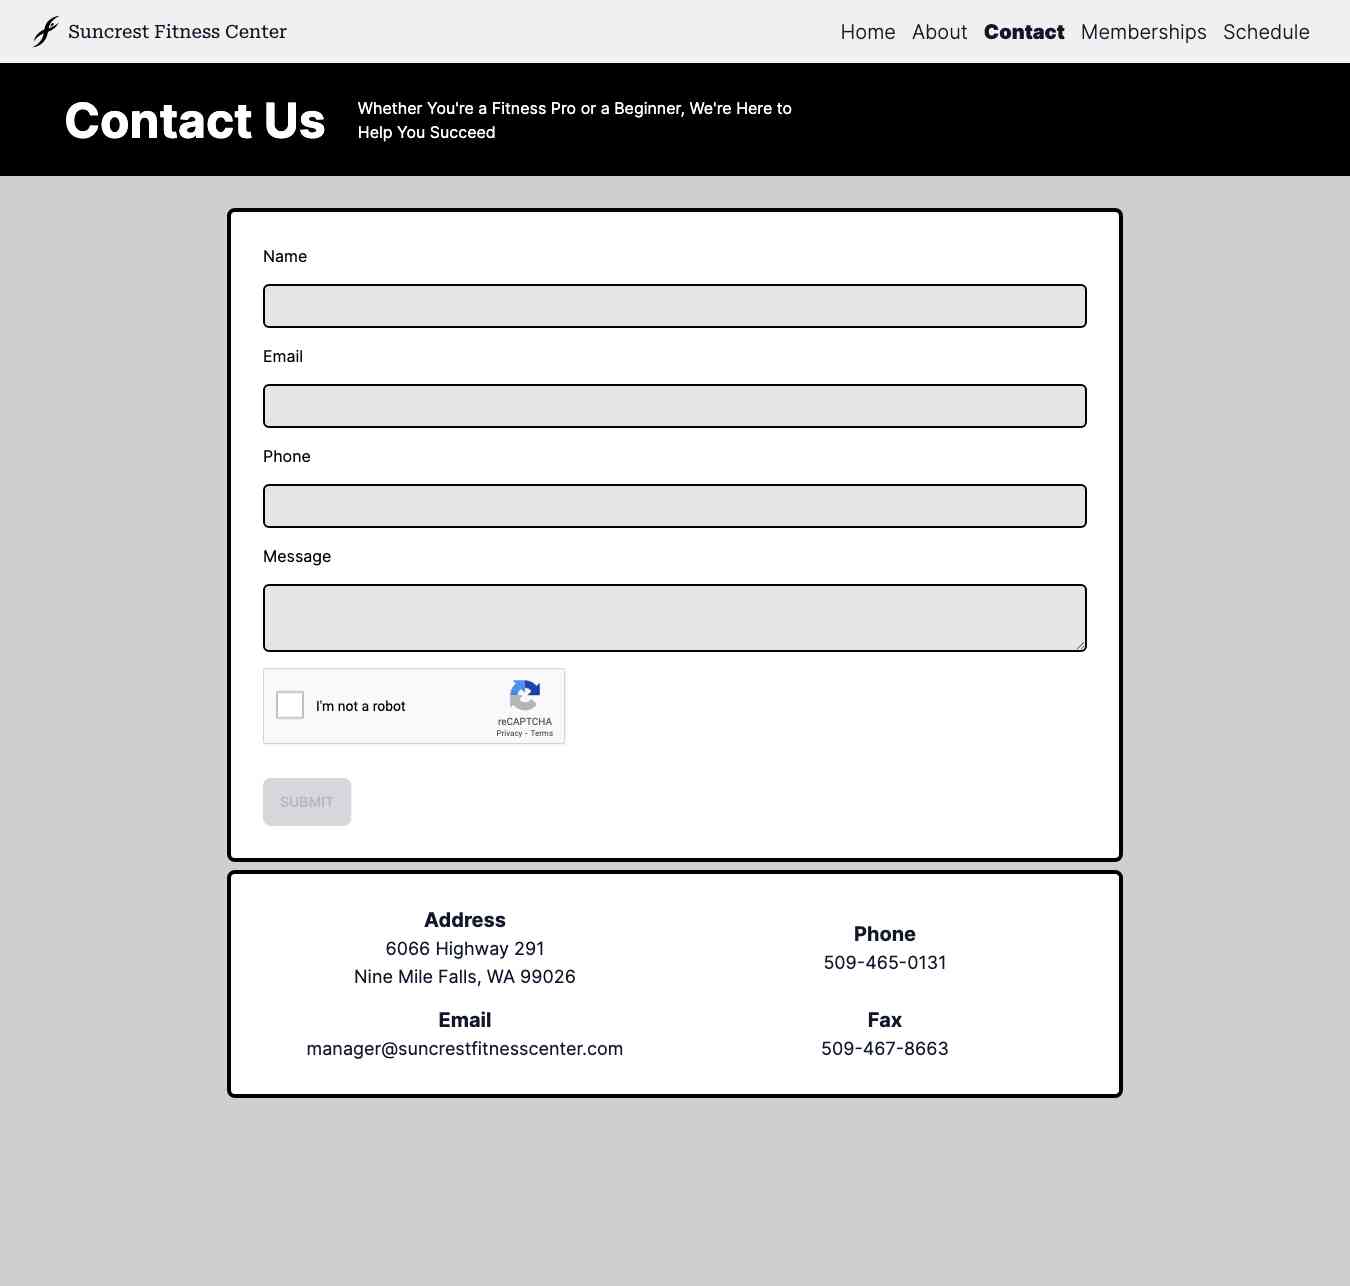 Suncrest Fitness Center
Home About Contact Memberships Schedule
Contact Us
Whether You're a Fitness Pro or a Beginner, We're Here to
Help You Succeed
Name
Email
Phone
Message
I'm not a robot
reCAPTCHA
Privacy - Terms
SUBMIT
Address
6066 Highway 291
Nine Mile Falls, WA 99026
Phone
509-465-0131
Email
manager@suncrestfitnesscenter.com
Fax
509-467-8663